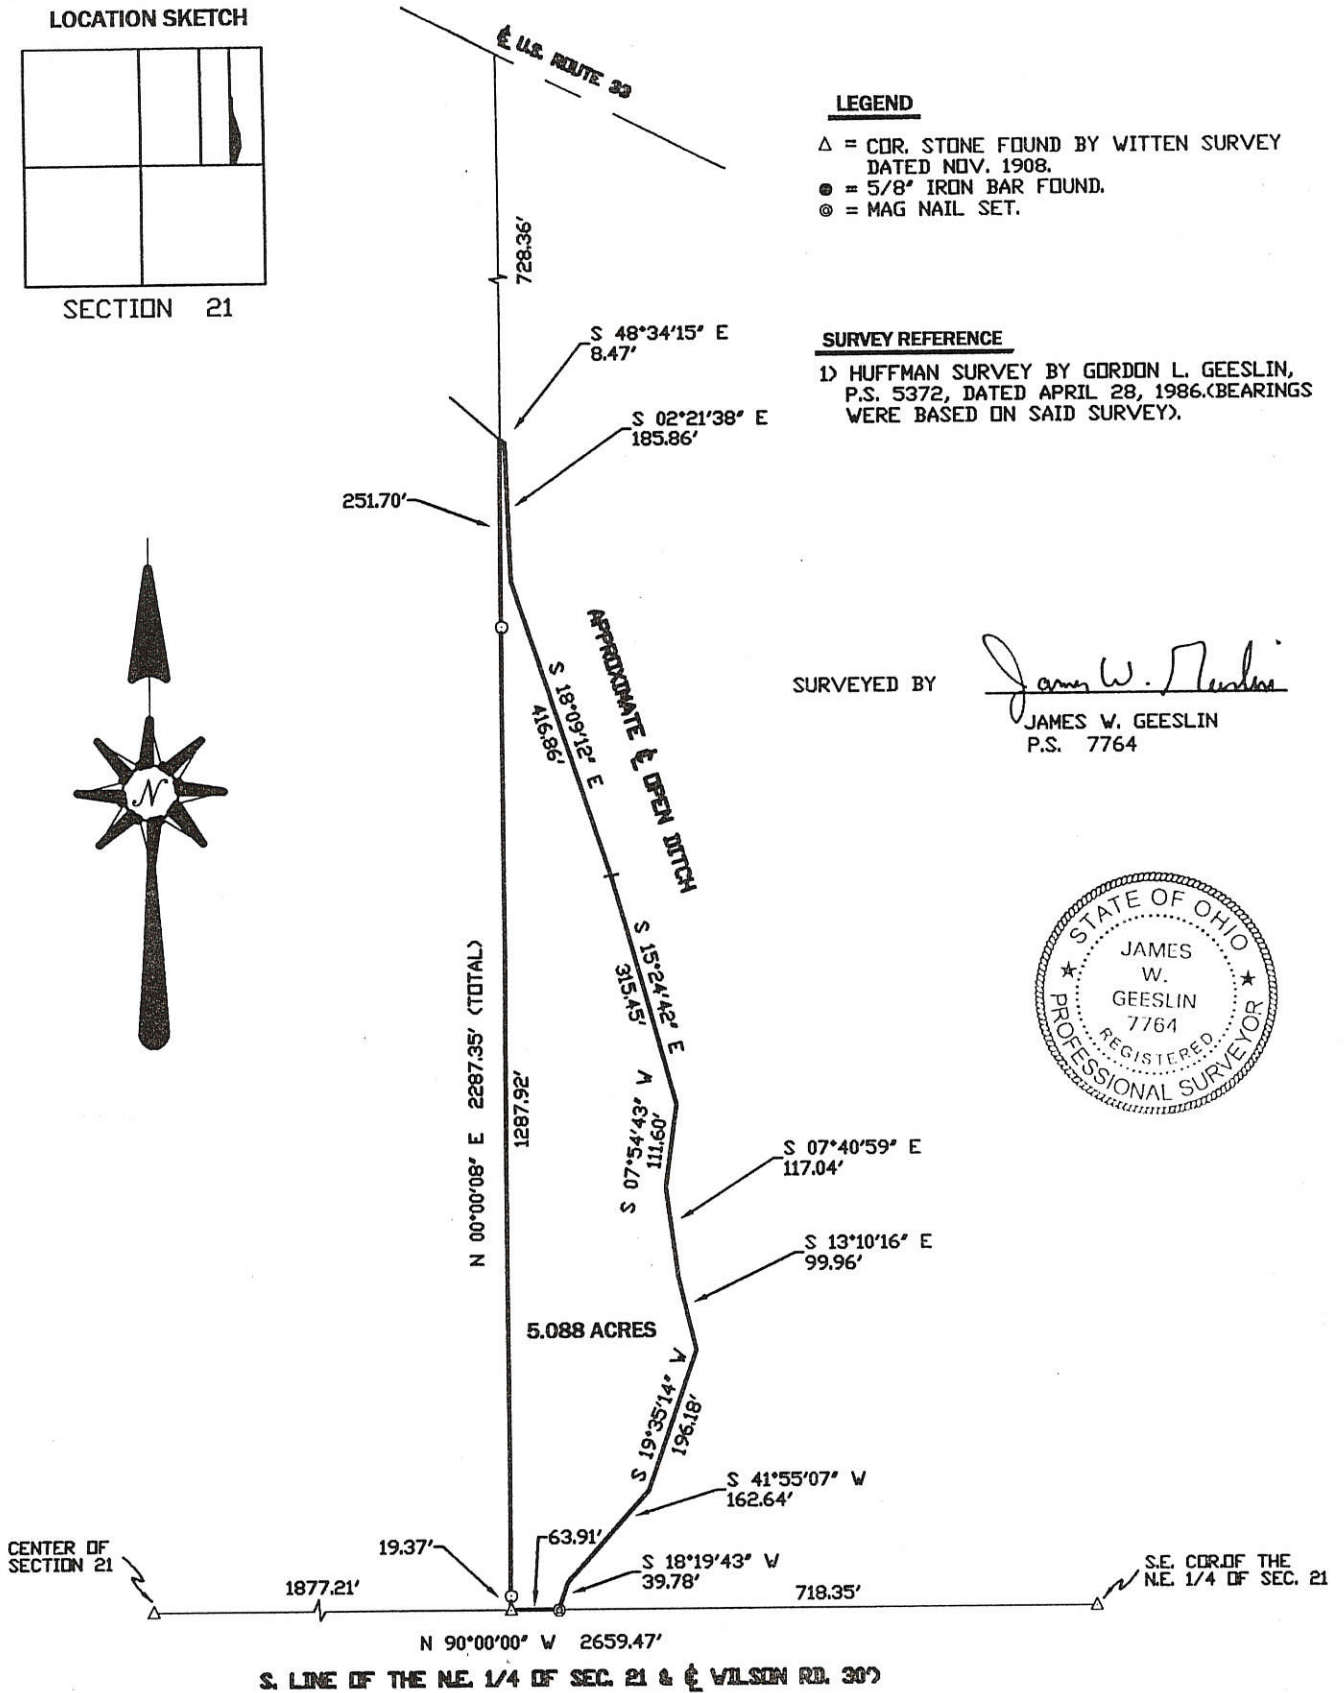 LOCATION SKETCH
SECTION 21
℄ U.S. ROUTE 33
LEGEND
△ = COR. STONE FOUND BY WITTEN SURVEY
DATED NOV. 1908.
● = 5/8" IRON BAR FOUND.
◎ = MAG NAIL SET.
728.36'
S 48°34'15" E
8.47'
SURVEY REFERENCE
1) HUFFMAN SURVEY BY GORDON L. GEESLIN,
P.S. 5372, DATED APRIL 28, 1986.(BEARINGS
WERE BASED ON SAID SURVEY).
S 02°21'38" E
185.86'
251.70'
N
S 18°09'12" E
416.86'
APPROXIMATE ℄ OPEN DITCH
SURVEYED BY
James W. Geeslin
JAMES W. GEESLIN
P.S. 7764
STATE OF OHIO
JAMES
W.
GEESLIN
7764
REGISTERED
PROFESSIONAL SURVEYOR
S 15°24'42" E
315.45'
N 00°00'08" E 2287.35' (TOTAL)
1287.92'
S 07°54'43" W
111.60'
S 07°40'59" E
117.04'
S 13°10'16" E
99.96'
5.088 ACRES
S 19°35'14" W
196.18'
S 41°55'07" W
162.64'
63.91'
19.37'
S 18°19'43" W
39.78'
CENTER OF
SECTION 21
1877.21'
718.35'
S.E. COR.OF THE
N.E. 1/4 OF SEC. 21
N 90°00'00" W 2659.47'
S. LINE OF THE N.E. 1/4 OF SEC. 21 & ℄ WILSON RD. 30')